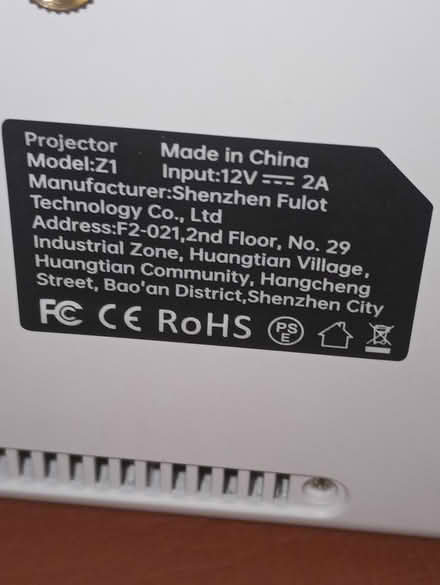 Projector Made in China
Model:Z1 Input:12V 2A
Manufacturer:Shenzhen Fulot
Technology Co., Ltd
Address:F2-021,2nd Floor, No. 29
Industrial Zone, Huangtian Village,
Huangtian Community, Hangcheng
Street, Bao'an District,Shenzhen City
FC CE RoHS PSE